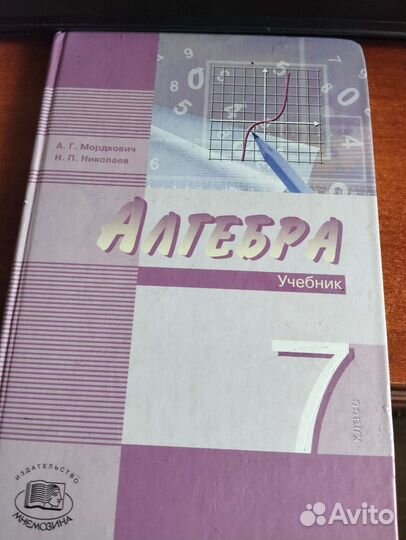 А. Г. Мордкович
Н. П. Николаев
АЛГЕБРА
Учебник
7
класс
ИЗДАТЕЛЬСТВО
МНЕМОЗИНА
Avito